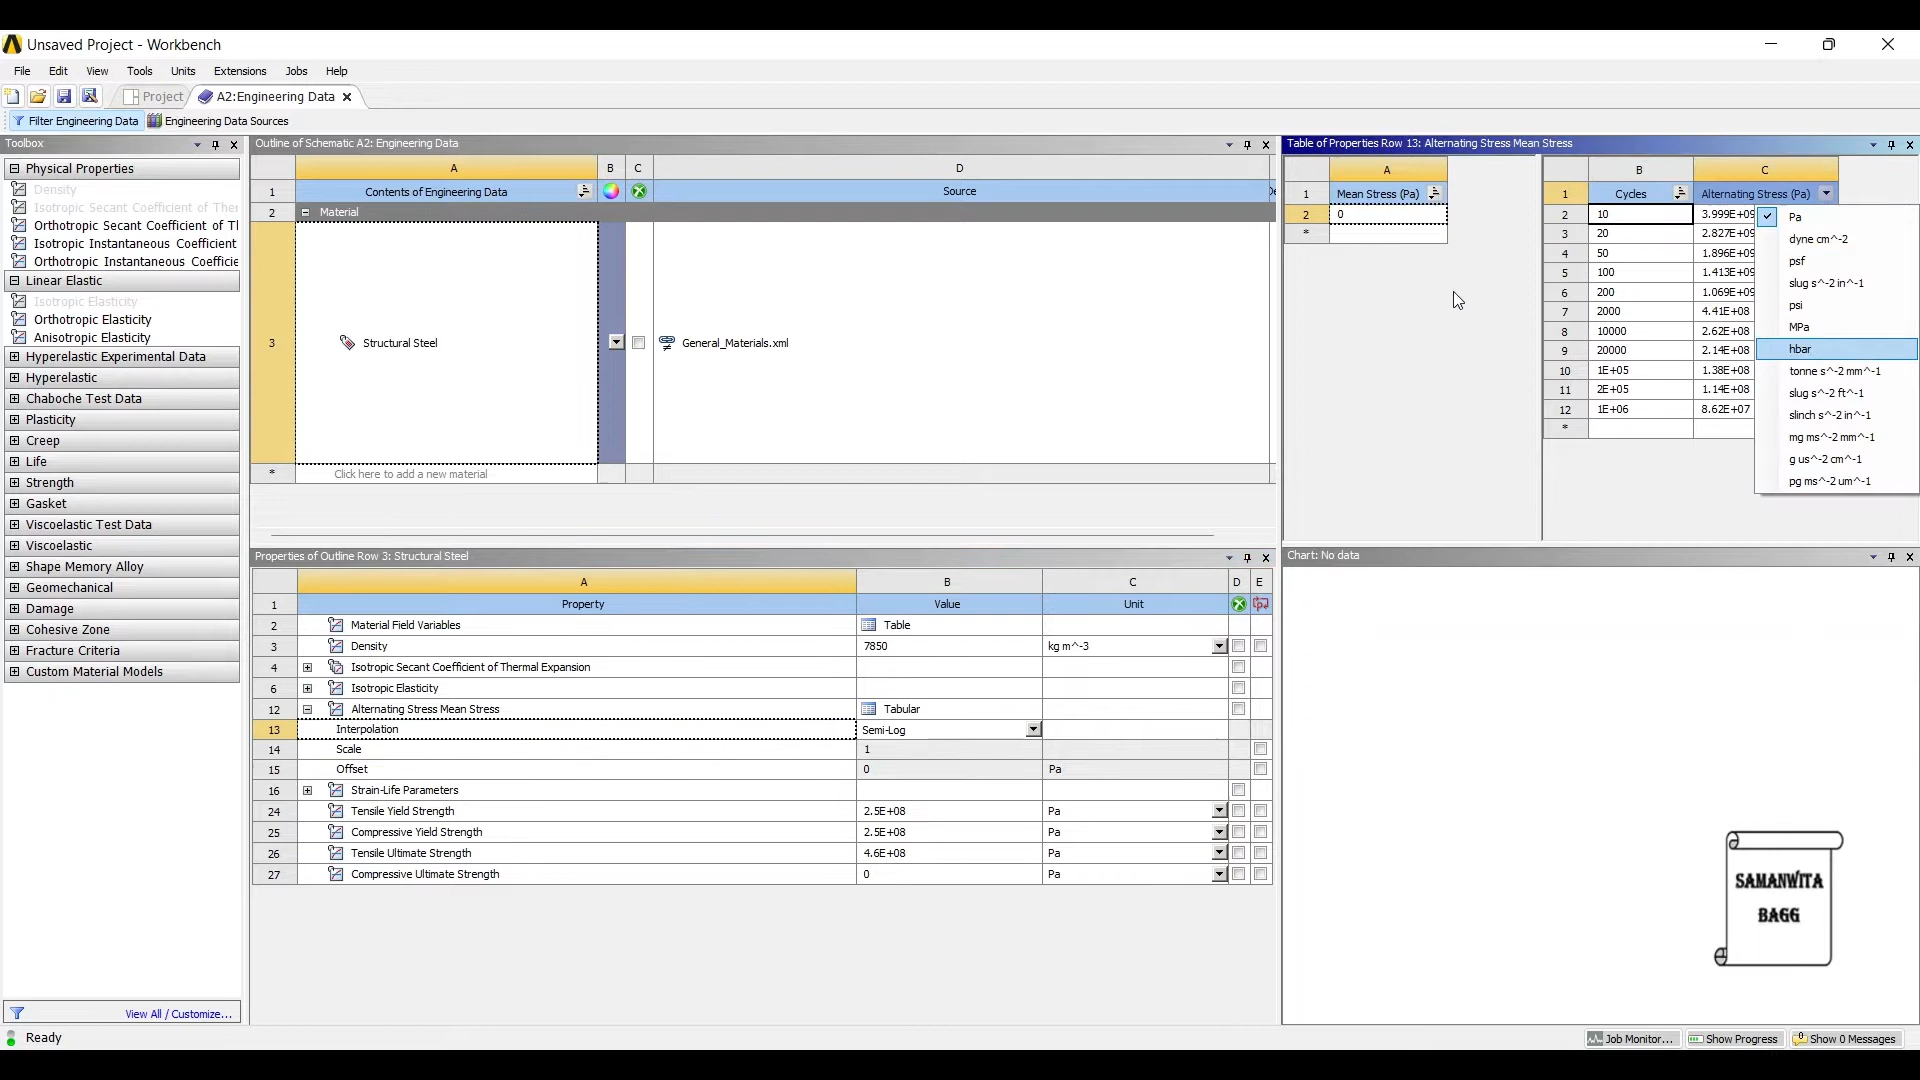 Unsaved Project - Workbench
File Edit View Tools Units Extensions Jobs Help
Project A2:Engineering Data
Filter Engineering Data Engineering Data Sources
Toolbox
Physical Properties
Density
Isotropic Secant Coefficient of Ther
Orthotropic Secant Coefficient of Tl
Isotropic Instantaneous Coefficient
Orthotropic Instantaneous Coefficie
Linear Elastic
Isotropic Elasticity
Orthotropic Elasticity
Anisotropic Elasticity
Hyperelastic Experimental Data
Hyperelastic
Chaboche Test Data
Plasticity
Creep
Life
Strength
Gasket
Viscoelastic Test Data
Viscoelastic
Shape Memory Alloy
Geomechanical
Damage
Cohesive Zone
Fracture Criteria
Custom Material Models
View All / Customize...
Outline of Schematic A2: Engineering Data
A B C D
1 Contents of Engineering Data Source
2 Material
3 Structural Steel General_Materials.xml
* Click here to add a new material
Properties of Outline Row 3: Structural Steel
A B C D E
1 Property Value Unit
2 Material Field Variables Table
3 Density 7850 kg m^-3
4 Isotropic Secant Coefficient of Thermal Expansion
6 Isotropic Elasticity
12 Alternating Stress Mean Stress Tabular
13 Interpolation Semi-Log
14 Scale 1
15 Offset 0 Pa
16 Strain-Life Parameters
24 Tensile Yield Strength 2.5E+08 Pa
25 Compressive Yield Strength 2.5E+08 Pa
26 Tensile Ultimate Strength 4.6E+08 Pa
27 Compressive Ultimate Strength 0 Pa
Table of Properties Row 13: Alternating Stress Mean Stress
A
1 Mean Stress (Pa)
2 0
*
B C
1 Cycles Alternating Stress (Pa)
2 10 3.999E+09
3 20 2.827E+09
4 50 1.896E+09
5 100 1.413E+09
6 200 1.069E+09
7 2000 4.41E+08
8 10000 2.62E+08
9 20000 2.14E+08
10 1E+05 1.38E+08
11 2E+05 1.14E+08
12 1E+06 8.62E+07
*
Pa
dyne cm^-2
psf
slug s^-2 in^-1
psi
MPa
hbar
tonne s^-2 mm^-1
slug s^-2 ft^-1
slinch s^-2 in^-1
mg ms^-2 mm^-1
g us^-2 cm^-1
pg ms^-2 um^-1
Chart: No data
SAMANWITA
BAGG
Ready
Job Monitor... Show Progress Show 0 Messages